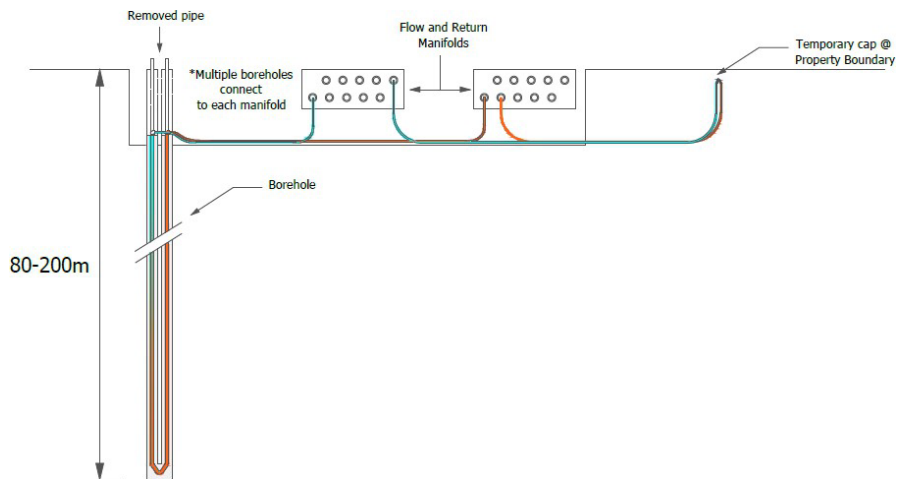 Removed pipe
Flow and Return
Manifolds
Temporary cap @
Property Boundary
*Multiple boreholes
connect
to each manifold
Borehole
80-200m